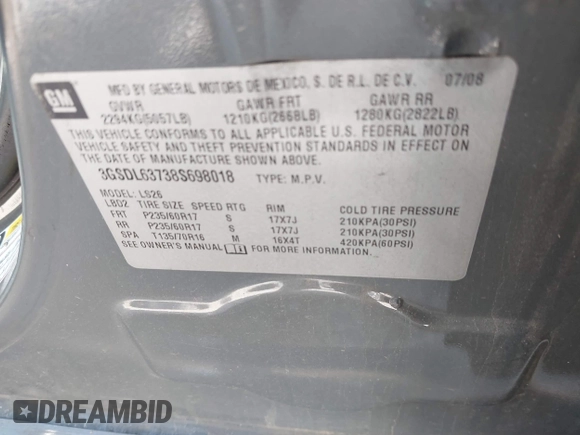 GM
MFD BY GENERAL MOTORS DE MEXICO, S. DE R.L. DE C.V. 07/08
GVWR GAWR FRT GAWR RR
2294KG(5057LB) 1210KG(2668LB) 1280KG(2822LB)
THIS VEHICLE CONFORMS TO ALL APPLICABLE U.S. FEDERAL MOTOR
VEHICLE SAFETY AND THEFT PREVENTION STANDARDS IN EFFECT ON
THE DATE OF MANUFACTURE SHOWN ABOVE.
3GSDL63738S698018 TYPE: M.P.V.
MODEL: LS26
LBD2 TIRE SIZE SPEED RTG RIM COLD TIRE PRESSURE
FRT P235/60R17 S 17X7J 210KPA(30PSI)
RR P235/60R17 S 17X7J 210KPA(30PSI)
SPA T135/70R16 M 16X4T 420KPA(60PSI)
SEE OWNER'S MANUAL FOR MORE INFORMATION.
DREAMBID